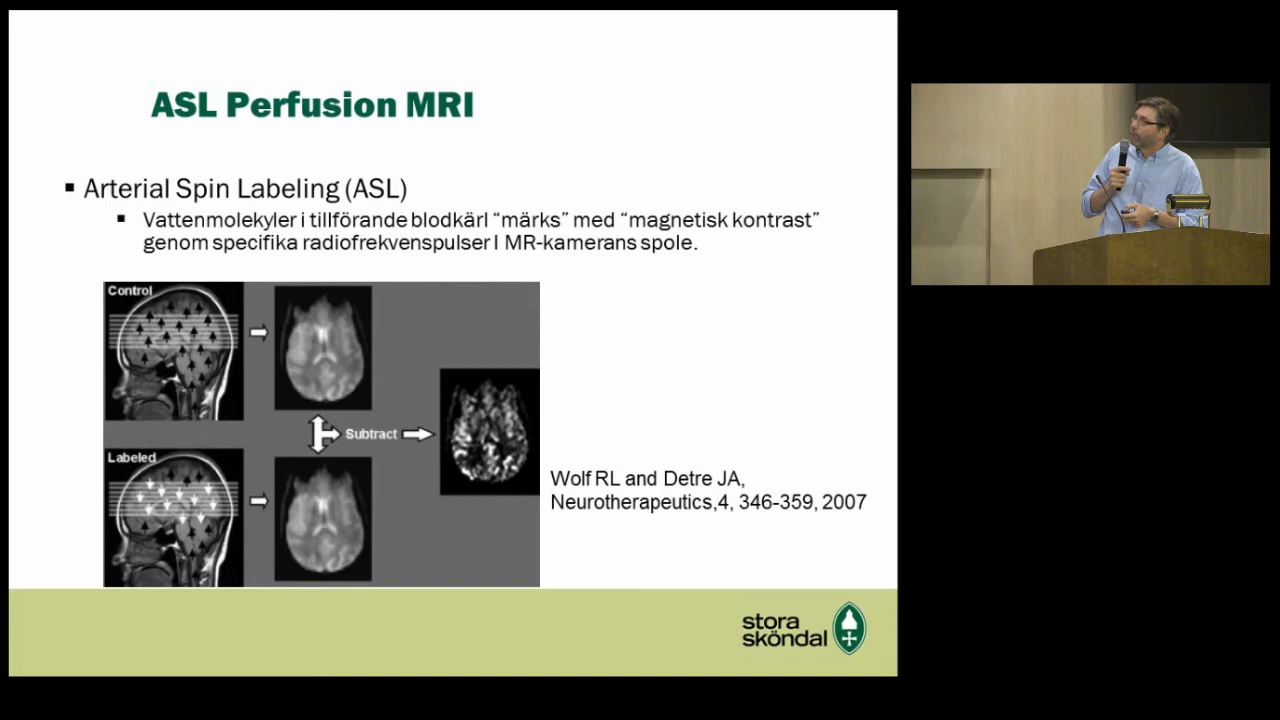 ASL Perfusion MRI
▪ Arterial Spin Labeling (ASL)
▪ Vattenmolekyler i tillförande blodkärl “märks” med “magnetisk kontrast”
genom specifika radiofrekvenspulser I MR-kamerans spole.
Control
Subtract
Labeled
Wolf RL and Detre JA,
Neurotherapeutics,4, 346-359, 2007
stora
sköndal